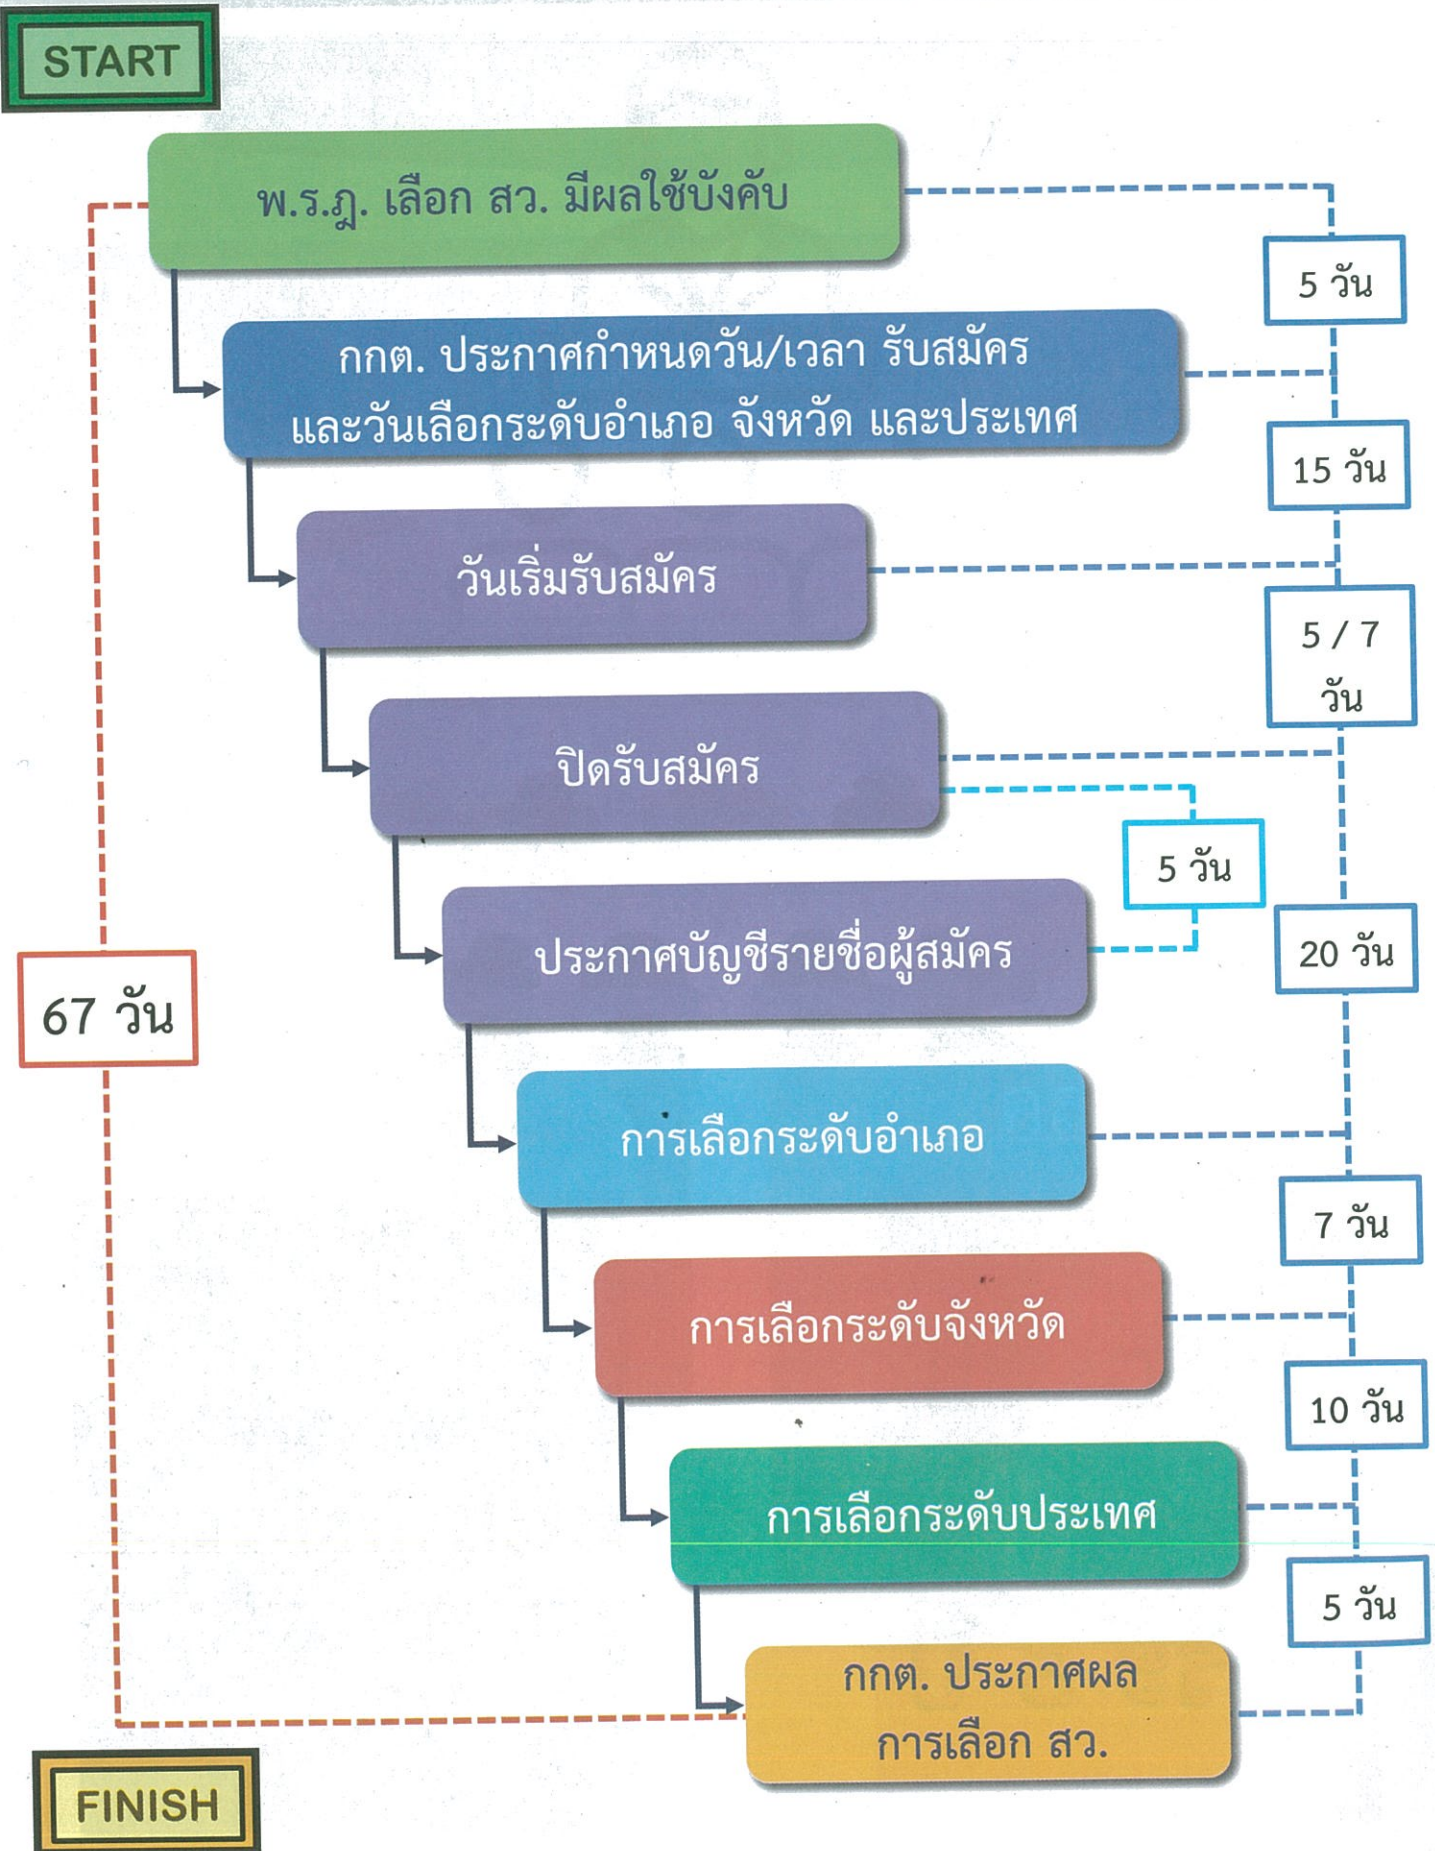 START
พ.ร.ฎ. เลือก สว. มีผลใช้บังคับ
5 วัน
กกต. ประกาศกำหนดวัน/เวลา รับสมัคร
และวันเลือกระดับอำเภอ จังหวัด และประเทศ
15 วัน
วันเริ่มรับสมัคร
5 / 7
วัน
ปิดรับสมัคร
5 วัน
ประกาศบัญชีรายชื่อผู้สมัคร
20 วัน
67 วัน
การเลือกระดับอำเภอ
7 วัน
การเลือกระดับจังหวัด
10 วัน
การเลือกระดับประเทศ
5 วัน
กกต. ประกาศผล
การเลือก สว.
FINISH